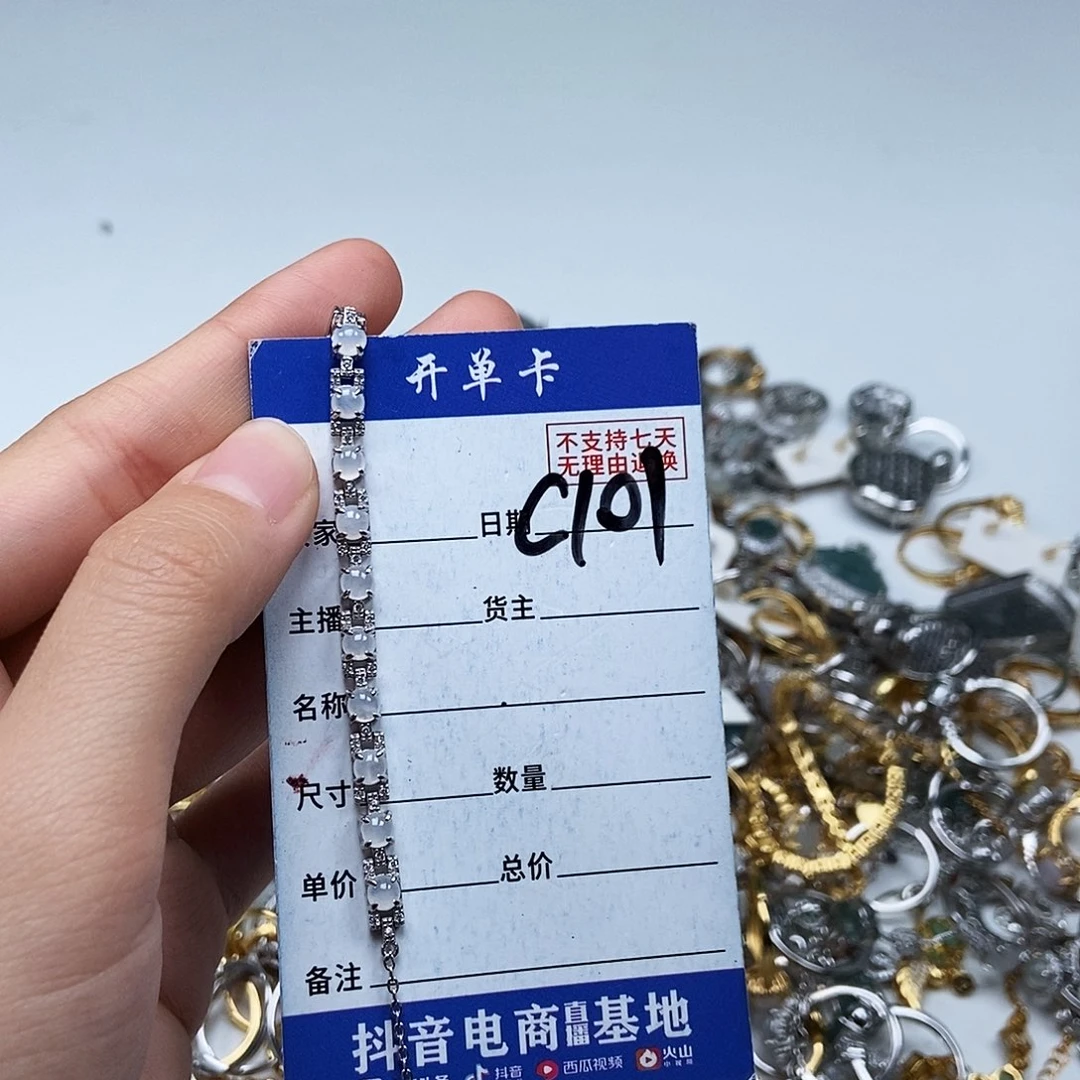 开单卡
不支持七天
无理由退换
家 日期 C101
主播 货主
名称
尺寸 数量
单价 总价
备注
抖音电商直播基地
抖音 西瓜视频 火山